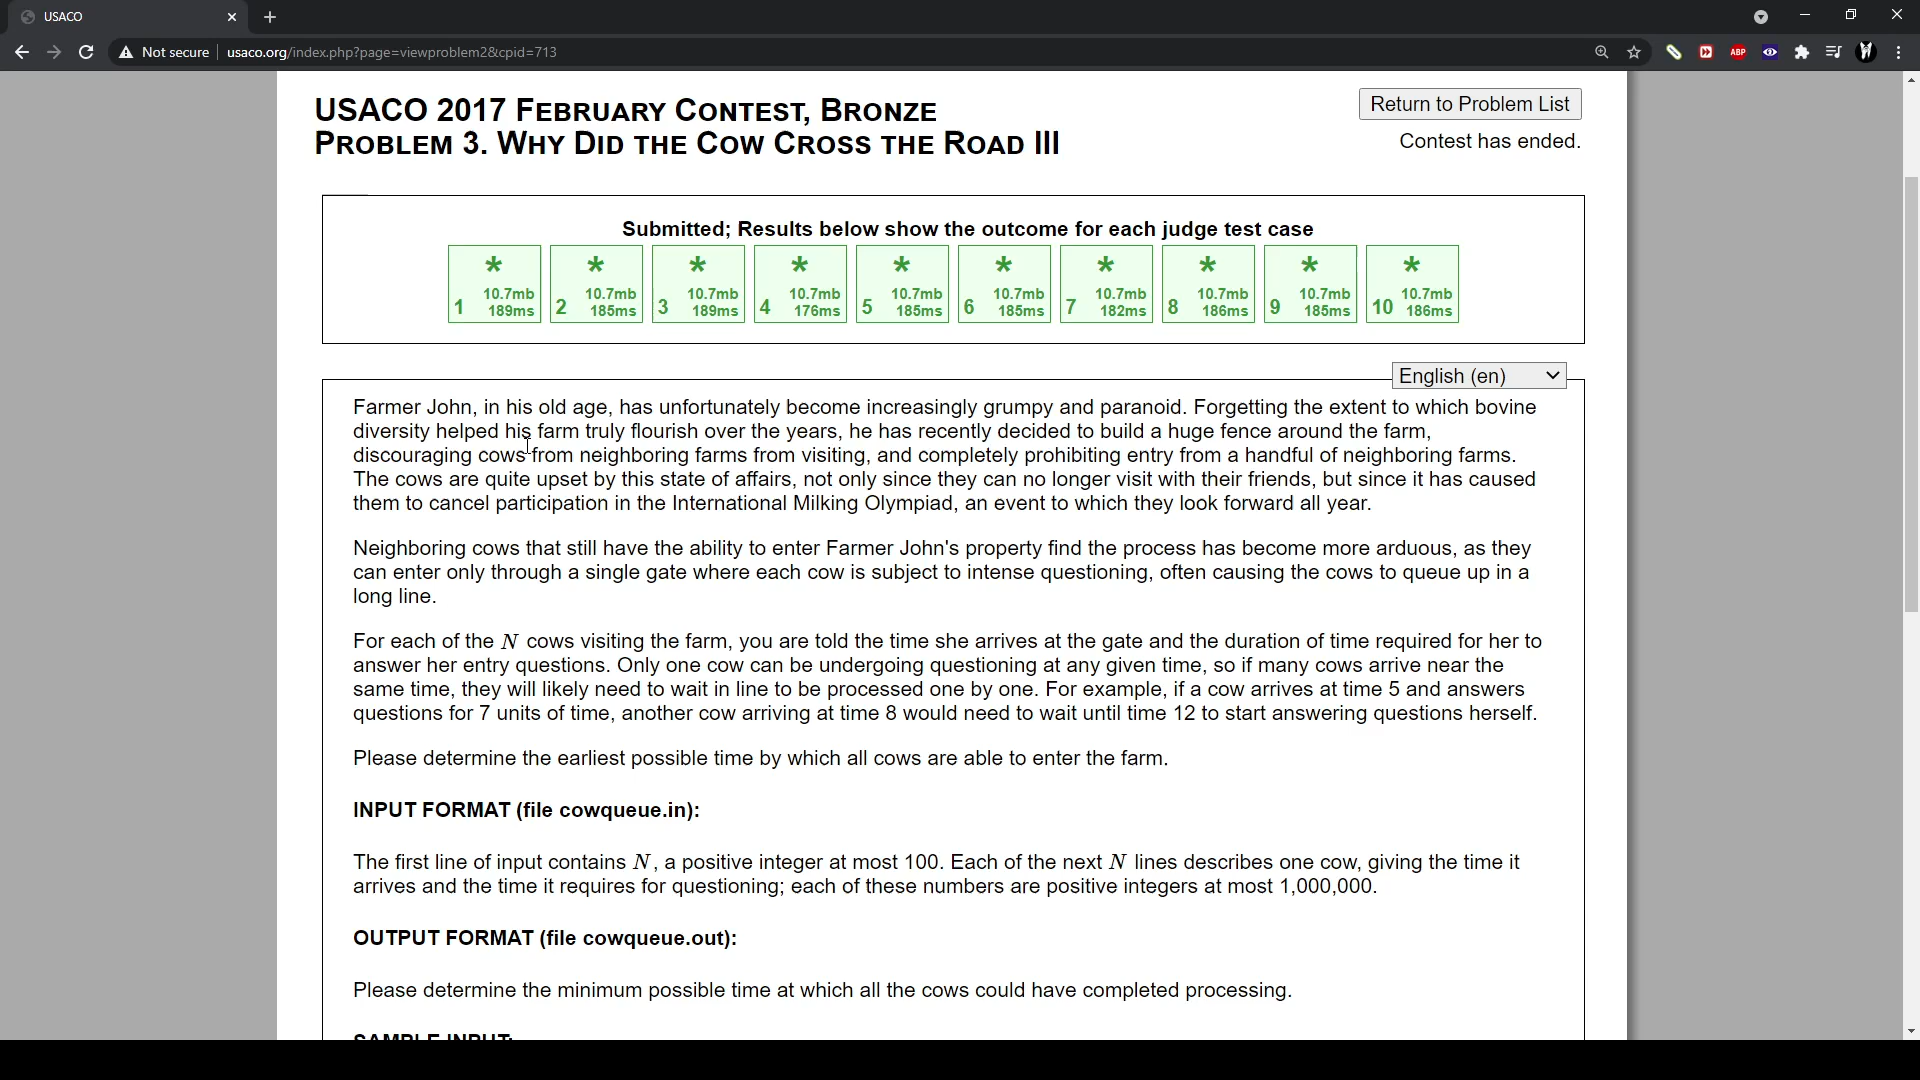 USACO
Not secure
usaco.org/index.php?page=viewproblem2&cpid=713
ABP
USACO 2017 FEBRUARY CONTEST, BRONZE
PROBLEM 3. WHY DID THE COW CROSS THE ROAD III
Return to Problem List
Contest has ended.
Submitted; Results below show the outcome for each judge test case
* * * * * * * * * *
10.7mb 10.7mb 10.7mb 10.7mb 10.7mb 10.7mb 10.7mb 10.7mb 10.7mb 10.7mb
1 189ms 2 185ms 3 189ms 4 176ms 5 185ms 6 185ms 7 182ms 8 186ms 9 185ms 10 186ms
English (en)
Farmer John, in his old age, has unfortunately become increasingly grumpy and paranoid. Forgetting the extent to which bovine
diversity helped his farm truly flourish over the years, he has recently decided to build a huge fence around the farm,
discouraging cows from neighboring farms from visiting, and completely prohibiting entry from a handful of neighboring farms.
The cows are quite upset by this state of affairs, not only since they can no longer visit with their friends, but since it has caused
them to cancel participation in the International Milking Olympiad, an event to which they look forward all year.
Neighboring cows that still have the ability to enter Farmer John's property find the process has become more arduous, as they
can enter only through a single gate where each cow is subject to intense questioning, often causing the cows to queue up in a
long line.
For each of the N cows visiting the farm, you are told the time she arrives at the gate and the duration of time required for her to
answer her entry questions. Only one cow can be undergoing questioning at any given time, so if many cows arrive near the
same time, they will likely need to wait in line to be processed one by one. For example, if a cow arrives at time 5 and answers
questions for 7 units of time, another cow arriving at time 8 would need to wait until time 12 to start answering questions herself.
Please determine the earliest possible time by which all cows are able to enter the farm.
INPUT FORMAT (file cowqueue.in):
The first line of input contains N, a positive integer at most 100. Each of the next N lines describes one cow, giving the time it
arrives and the time it requires for questioning; each of these numbers are positive integers at most 1,000,000.
OUTPUT FORMAT (file cowqueue.out):
Please determine the minimum possible time at which all the cows could have completed processing.
SAMPLE INPUT: